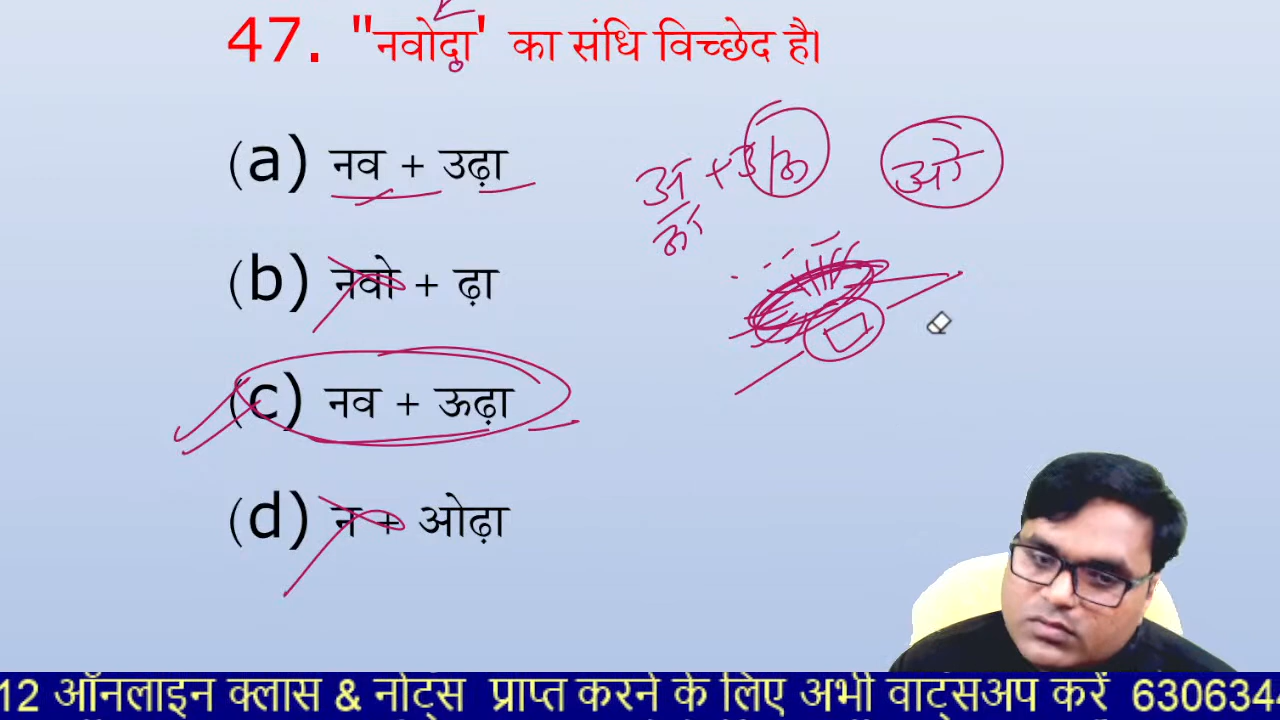 47. "नवोढ़ा' का संधि विच्छेद है।
(a) नव + उढ़ा
(b) नवो + ढ़ा
(c) नव + ऊढ़ा
(d) न + ओढ़ा
अ + उ/ऊ ओ
12 ऑनलाइन क्लास & नोट्स प्राप्त करने के लिए अभी वाट्सअप करें 630634